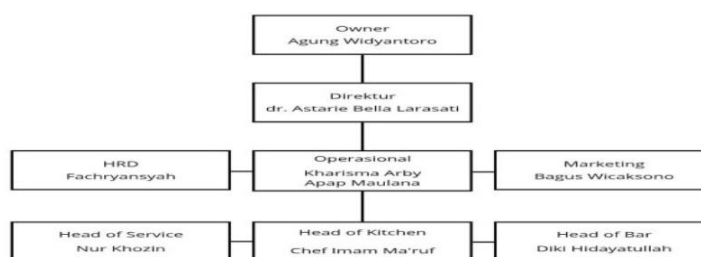 Owner
Agung Widyantoro
Direktur
dr. Astarie Bella Larasati
HRD
Fachryansyah
Operasional
Kharisma Arby
Apap Maulana
Marketing
Bagus Wicaksono
Head of Service
Nur Khozin
Head of Kitchen
Chef Imam Ma'ruf
Head of Bar
Diki Hidayatullah